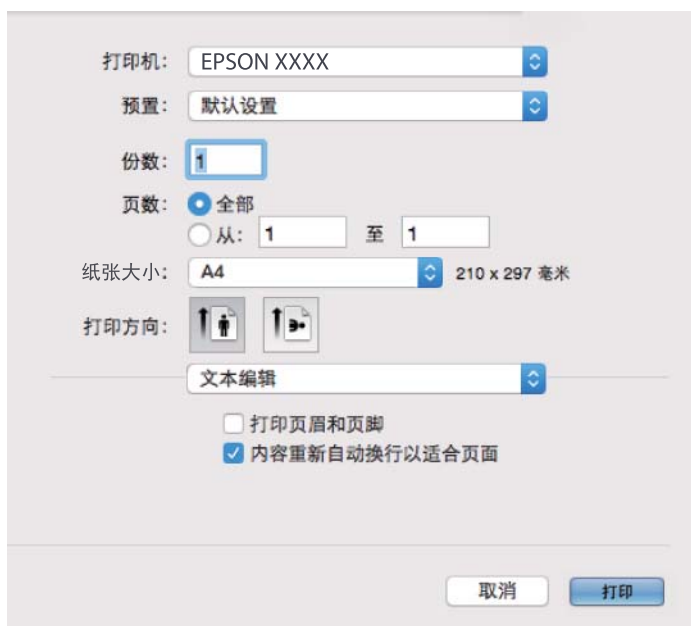 打印机: EPSON XXXX
预置: 默认设置
份数: 1
页数: 全部
从: 1 至 1
纸张大小: A4 210 x 297 毫米
打印方向:
文本编辑
打印页眉和页脚
内容重新自动换行以适合页面
取消 打印